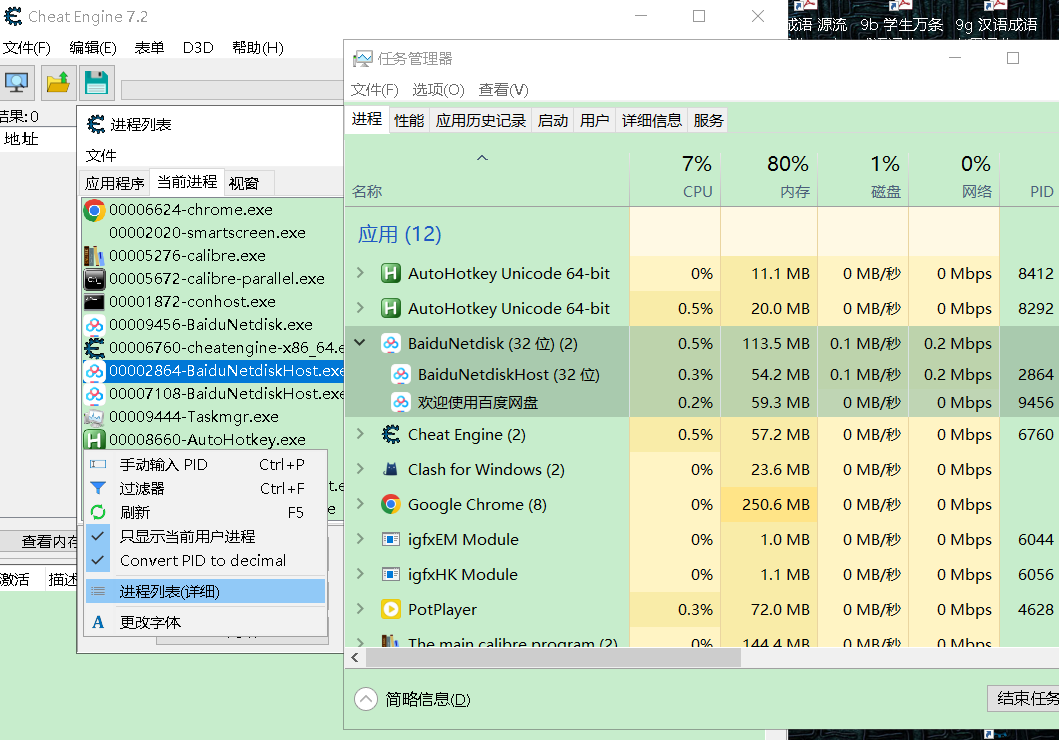 Cheat Engine 7.2
文件(F) 编辑(E) 表单 D3D 帮助(H)
结果:0
地址
查看内存
激活 描述
成语 源流 9b 学生万条 9g 汉语成语
进程列表
文件
应用程序 当前进程 视窗
00006624-chrome.exe
00002020-smartscreen.exe
00005276-calibre.exe
00005672-calibre-parallel.exe
00001872-conhost.exe
00009456-BaiduNetdisk.exe
00006760-cheatengine-x86_64.e
00002864-BaiduNetdiskHost.exe
00007108-BaiduNetdiskHost.exe
00009444-Taskmgr.exe
00008660-AutoHotkey.exe
手动输入 PID Ctrl+P
过滤器 Ctrl+F
刷新 F5
只显示当前用户进程
Convert PID to decimal
进程列表(详细)
更改字体
任务管理器
文件(F) 选项(O) 查看(V)
进程 性能 应用历史记录 启动 用户 详细信息 服务
7% 80% 1% 0%
名称 CPU 内存 磁盘 网络 PID
应用 (12)
AutoHotkey Unicode 64-bit 0% 11.1 MB 0 MB/秒 0 Mbps 8412
AutoHotkey Unicode 64-bit 0.5% 20.0 MB 0 MB/秒 0 Mbps 8292
BaiduNetdisk (32 位) (2) 0.5% 113.5 MB 0.1 MB/秒 0.2 Mbps
BaiduNetdiskHost (32 位) 0.3% 54.2 MB 0.1 MB/秒 0.2 Mbps 2864
欢迎使用百度网盘 0.2% 59.3 MB 0 MB/秒 0 Mbps 9456
Cheat Engine (2) 0.5% 57.2 MB 0 MB/秒 0 Mbps 6760
Clash for Windows (2) 0% 23.6 MB 0 MB/秒 0 Mbps
Google Chrome (8) 0% 250.6 MB 0 MB/秒 0 Mbps
igfxEM Module 0% 1.0 MB 0 MB/秒 0 Mbps 6044
igfxHK Module 0% 1.1 MB 0 MB/秒 0 Mbps 6056
PotPlayer 0.3% 72.0 MB 0 MB/秒 0 Mbps 4628
The main calibre program (2) 0% 144.4 MB 0 MB/秒 0 Mbps
简略信息(D)
结束任务